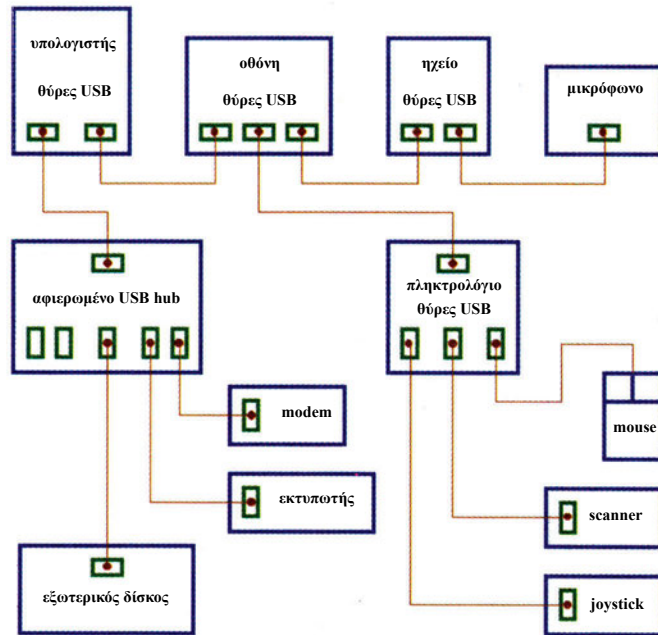 υπολογιστής
θύρες USB
οθόνη
θύρες USB
ηχείο
θύρες USB
μικρόφωνο
αφιερωμένο USB hub
πληκτρολόγιο
θύρες USB
modem
mouse
εκτυπωτής
scanner
εξωτερικός δίσκος
joystick